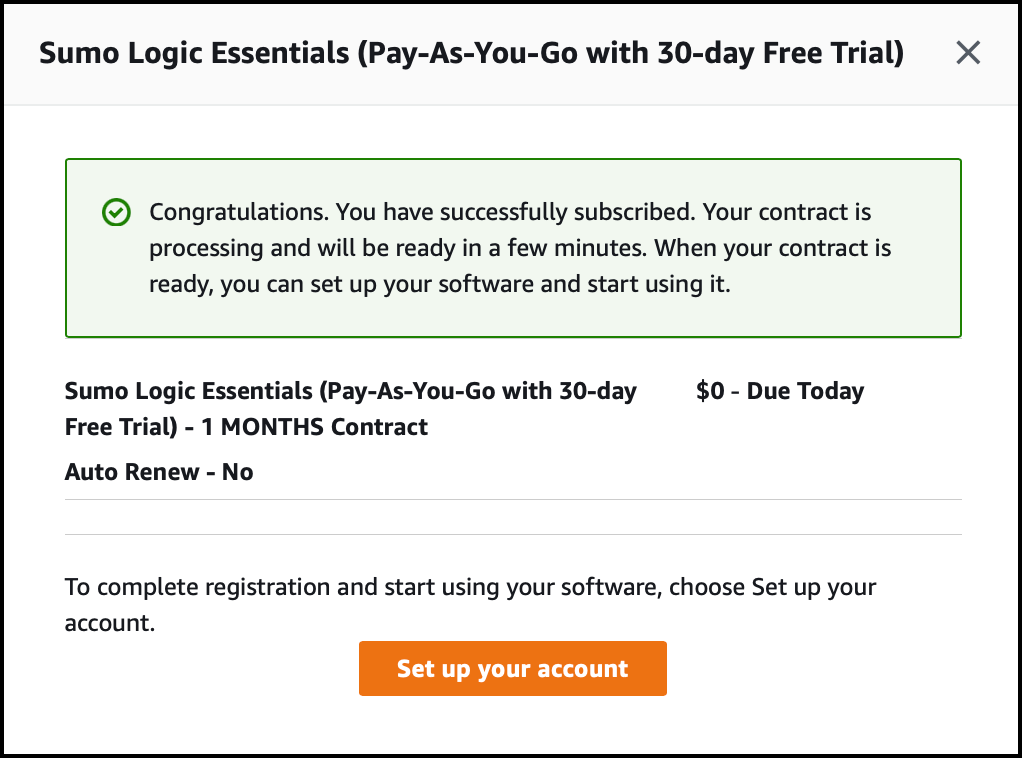 Sumo Logic Essentials (Pay-As-You-Go with 30-day Free Trial)
Congratulations. You have successfully subscribed. Your contract is
processing and will be ready in a few minutes. When your contract is
ready, you can set up your software and start using it.
Sumo Logic Essentials (Pay-As-You-Go with 30-day
Free Trial) - 1 MONTHS Contract
$0 - Due Today
Auto Renew - No
To complete registration and start using your software, choose Set up your
account.
Set up your account